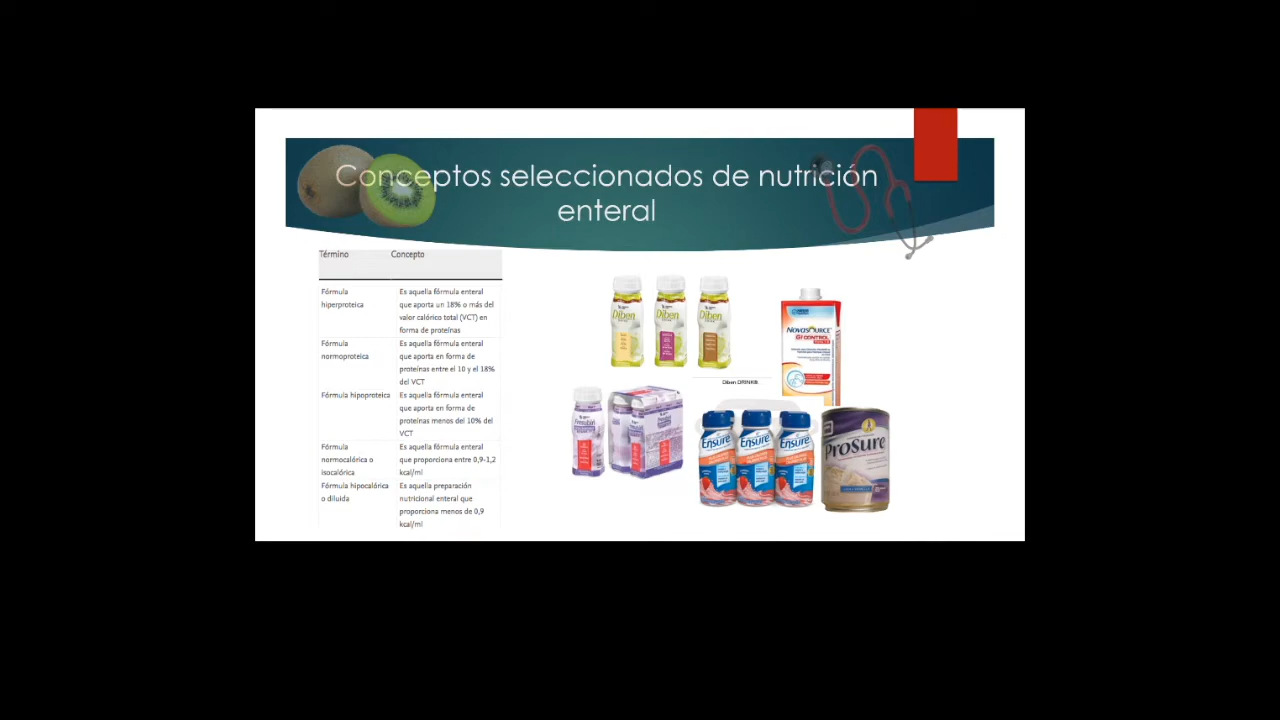 Conceptos seleccionados de nutrición
enteral
Término Concepto
Fórmula
hiperproteica
Es aquella fórmula enteral
que aporta un 18% o más del
valor calórico total (VCT) en
forma de proteínas
Fórmula
normoproteica
Es aquella fórmula enteral
que aporta en forma de
proteínas entre el 10 y el 18%
del VCT
Fórmula hipoproteica
Es aquella fórmula enteral
que aporta en forma de
proteínas menos del 10% del
VCT
Fórmula
normocalórica o
isocalórica
Es aquella fórmula enteral
que proporciona entre 0,9-1,2
kcal/ml
Fórmula hipocalórica
o diluida
Es aquella preparación
nutricional enteral que
proporciona menos de 0,9
kcal/ml
Diben
Diben
Diben
Diben DRINK®
NOVASOURCE
GI CONTROL
Ensure
Ensure
Ensure
ProSure